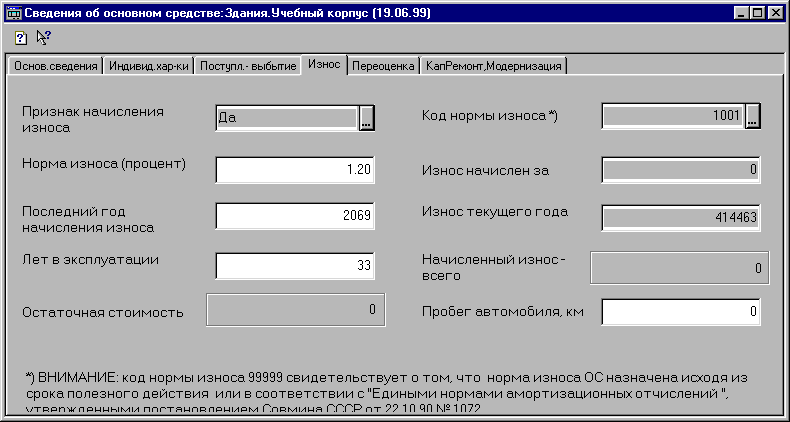 Сведения об основном средстве: Здания.Учебный корпус (19.06.99)
Основ.сведения Индивид.хар-ки Поступл.- выбытие Износ Переоценка КапРемонт,Модернизация
Признак начисления износа Да ... Код нормы износа *) 1001 ...
Норма износа (процент) 1.20 Износ начислен за 0
Последний год начисления износа 2069 Износ текущего года 414463
Лет в эксплуатации 33 Начисленный износ - всего 0
Остаточная стоимость 0 Пробег автомобиля, км 0
*) ВНИМАНИЕ: код нормы износа 99999 свидетельствует о том, что норма износа ОС назначена исходя из
срока полезного действия или в соответствии с "Едиными нормами амортизационных отчислений ",
утвержденными постановлением Совмина СССР от 22.10.90 № 1072